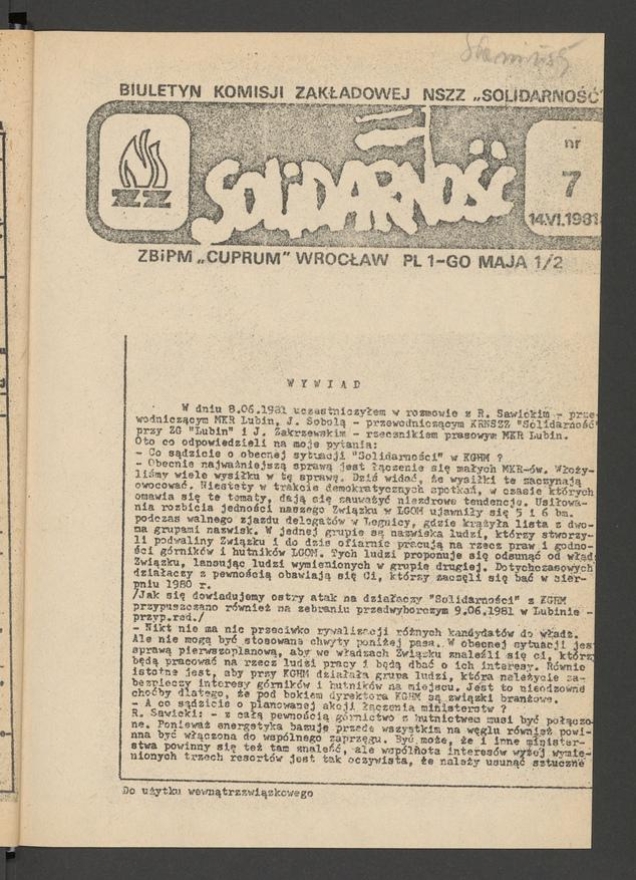 BIULETYN KOMISJI ZAKŁADOWEJ NSZZ „SOLIDARNOŚĆ"
ZZ
SOLIDARNOŚĆ
nr
7
14.VI.1981
ZBiPM „CUPRUM" WROCŁAW PL 1-GO MAJA 1/2
WYWIAD
W dniu 8.06.1981 uczestniczyłem w rozmowie z R. Sawickim - prze-
wodniczącym MKR Lubin, J. Sobolą - przewodniczącym KRNSZZ "Solidarność"
przy ZG "Lubin" i J. Zakrzewskim - rzecznikiem prasowym MKR Lubin.
Oto co odpowiedzieli na moje pytania:
- Co sądzicie o obecnej sytuacji "Solidarności" w KGHM ?
- Obecnie najważniejszą sprawą jest łączenie się małych MKR-ów. Włoży-
liśmy wiele wysiłku w tę sprawę. Dziś widać, że wysiłki te zaczynają
owocować. Niestety w trakcie demokratycznych spotkań, w czasie których
omawia się te tematy, dają się zauważyć niezdrowe tendencje. Usiłowa-
nia rozbicia jedności naszego Związku w LGOM ujawniły się 5 i 6 bm.
podczas walnego zjazdu delegatów w Legnicy, gdzie krążyła lista z dwo-
ma grupami nazwisk. W jednej grupie są nazwiska ludzi, którzy stworzy-
li podwaliny Związku i do dziś ofiarnie pracują na rzecz praw i godno-
ści górników i hutników LGOM. Tych ludzi proponuje się odsunąć od władz
Związku, lansując ludzi wymienionych w grupie drugiej. Dotychczasowych
działaczy z pewnością obawiają się Ci, którzy zaczęli się bać w sier-
pniu 1980 r.
/Jak się dowiadujemy ostry atak na działaczy "Solidarności" z KGHM
przypuszczano również na zebraniu przedwyborczym 9.06.1981 w Lubinie -
przyp.red./
- Nikt nie ma nic przeciwko rywalizacji różnych kandydatów do władz.
Ale nie mogą być stosowane chwyty poniżej pasa. W obecnej sytuacji jest
sprawą pierwszoplanową, aby we władzach Związku znaleźli się ci, którzy
będą pracować na rzecz ludzi pracy i będą dbać o ich interesy. Równie
istotne jest, aby przy KGHM działała grupa ludzi, która należycie za-
bezpieczy interesy górników i hutników na miejscu. Jest to nieodzowne
choćby dlatego, że pod bokiem dyrektora KGHM są związki branżowe.
- A co sądzicie o planowanej akcji łączenia ministerstw ?
R. Sawicki: - z całą pewnością górnictwo z hutnictwem musi być połączo-
ne. Ponieważ energetyka bazuje przede wszystkim na węglu również powi-
nna być włączona do wspólnego zaprzęgu. Być może, że i inne minister-
stwa powinny się też tam znaleść, ale wspólnota interesów wyżej wymie-
nionych trzech resortów jest tak oczywista, że należy usunąć sztuczne
Do użytku wewnątrzzwiązkowego